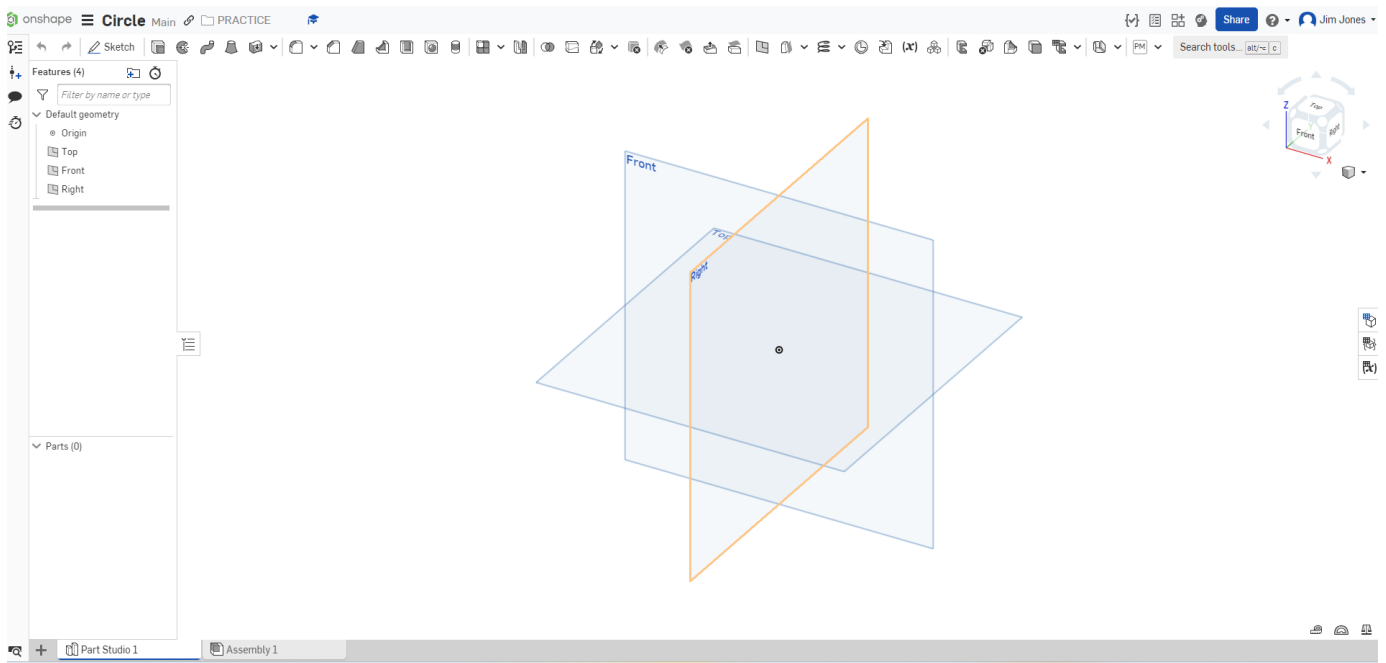 onshape Circle Main PRACTICE Share Jim Jones
Sketch (x) PM Search tools... alt/⌥ c
Features (4)
Filter by name or type
Default geometry
Origin
Top
Front
Right
Parts (0)
Front
Top
Right
Z
Top
Front Right
X
(x)
Part Studio 1 Assembly 1